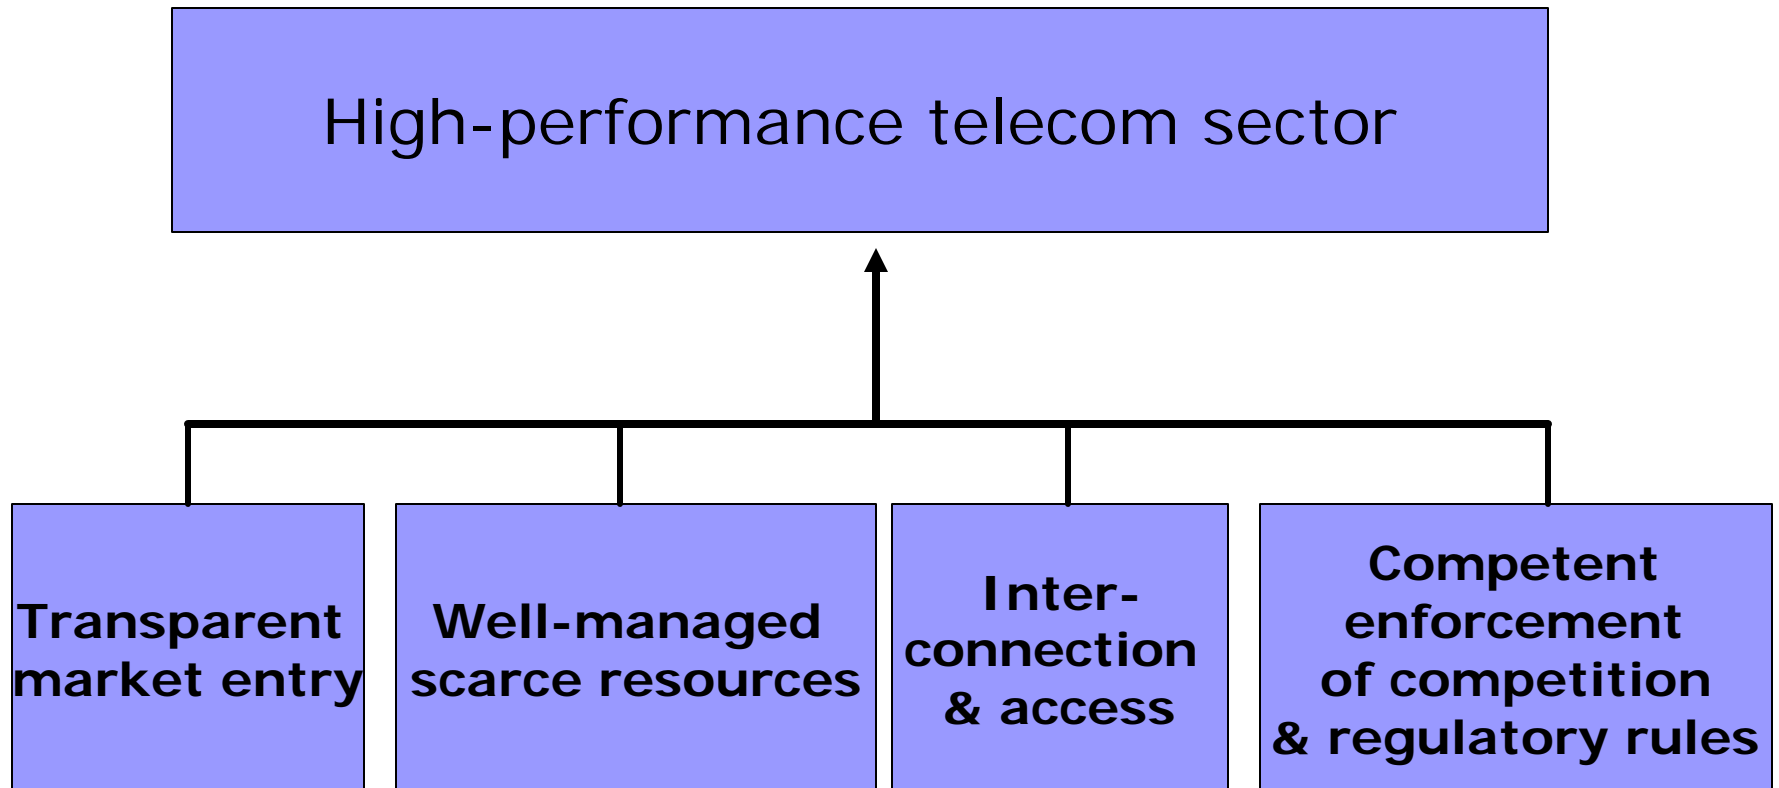 High-performance telecom sector
Transparent
market entry
Well-managed
scarce resources
Inter-
connection
& access
Competent
enforcement
of competition
& regulatory rules